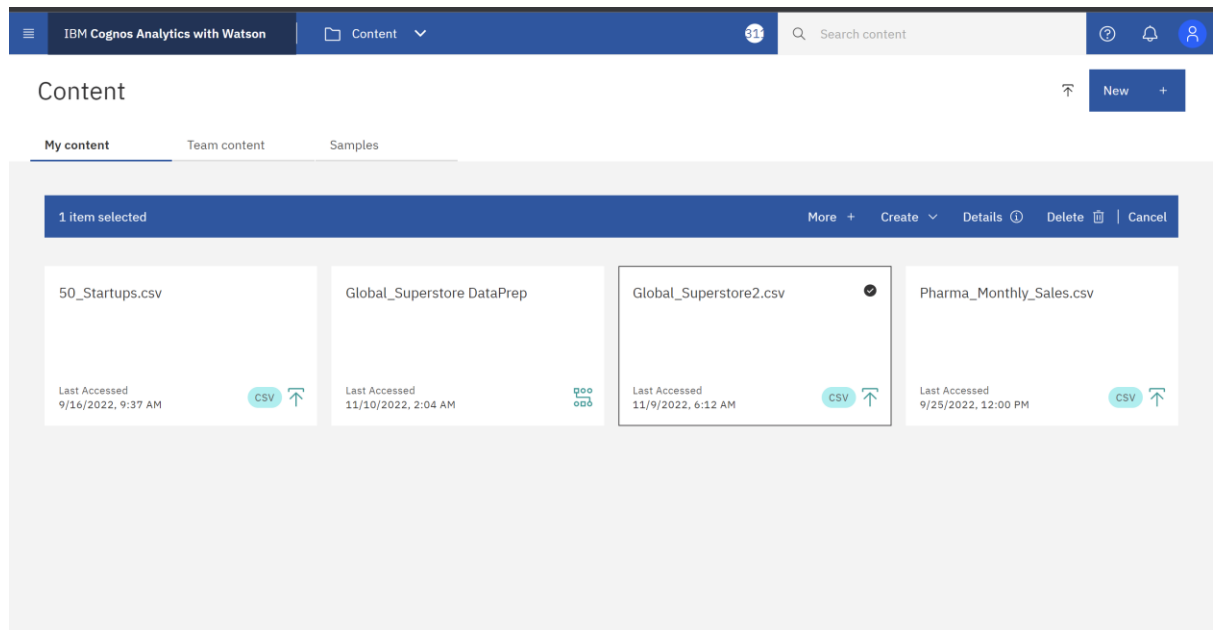 IBM Cognos Analytics with Watson
Content
Search content
Content
New +
My content
Team content
Samples
1 item selected
More +
Create
Details
Delete
Cancel
50_Startups.csv
Last Accessed
9/16/2022, 9:37 AM
CSV
Global_Superstore DataPrep
Last Accessed
11/10/2022, 2:04 AM
Global_Superstore2.csv
Last Accessed
11/9/2022, 6:12 AM
CSV
Pharma_Monthly_Sales.csv
Last Accessed
9/25/2022, 12:00 PM
CSV